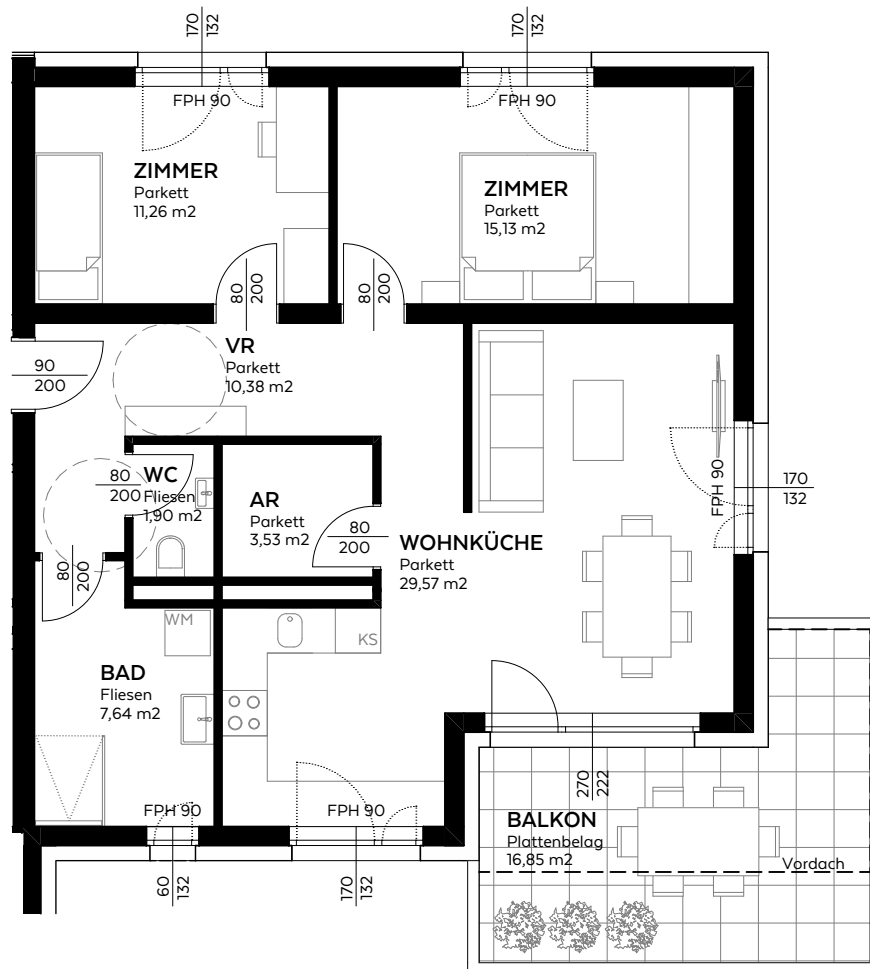 170
132
170
132
FPH 90
FPH 90
ZIMMER
Parkett
11,26 m2
ZIMMER
Parkett
15,13 m2
80
200
80
200
VR
Parkett
10,38 m2
90
200
80
200
WC
Fliesen
1,90 m2
AR
Parkett
3,53 m2
80
200
WOHNKÜCHE
Parkett
29,57 m2
FPH 90
170
132
80
200
WM
KS
BAD
Fliesen
7,64 m2
FPH 90
FPH 90
60
132
170
132
270
222
BALKON
Plattenbelag
16,85 m2
Vordach